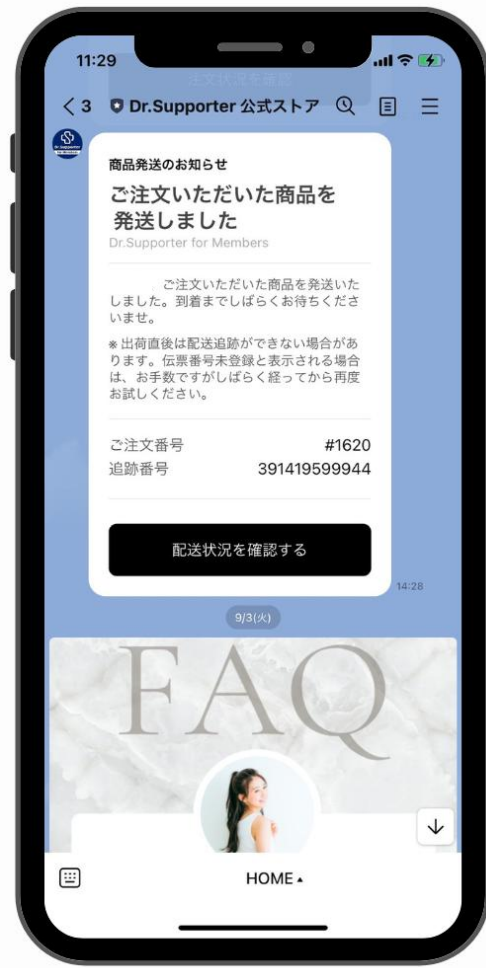 11:29
注文状況を確認
3 Dr.Supporter 公式ストア
商品発送のお知らせ
ご注文いただいた商品を
発送しました
Dr.Supporter for Members
ご注文いただいた商品を発送いた
しました。到着までしばらくお待ちくださ
いませ。
※出荷直後は配送追跡ができない場合があ
ります。伝票番号未登録と表示される場合
は、お手数ですがしばらく経ってから再度
お試しください。
ご注文番号 #1620
追跡番号 391419599944
配送状況を確認する
14:28
9/3(火)
FAQ
HOME